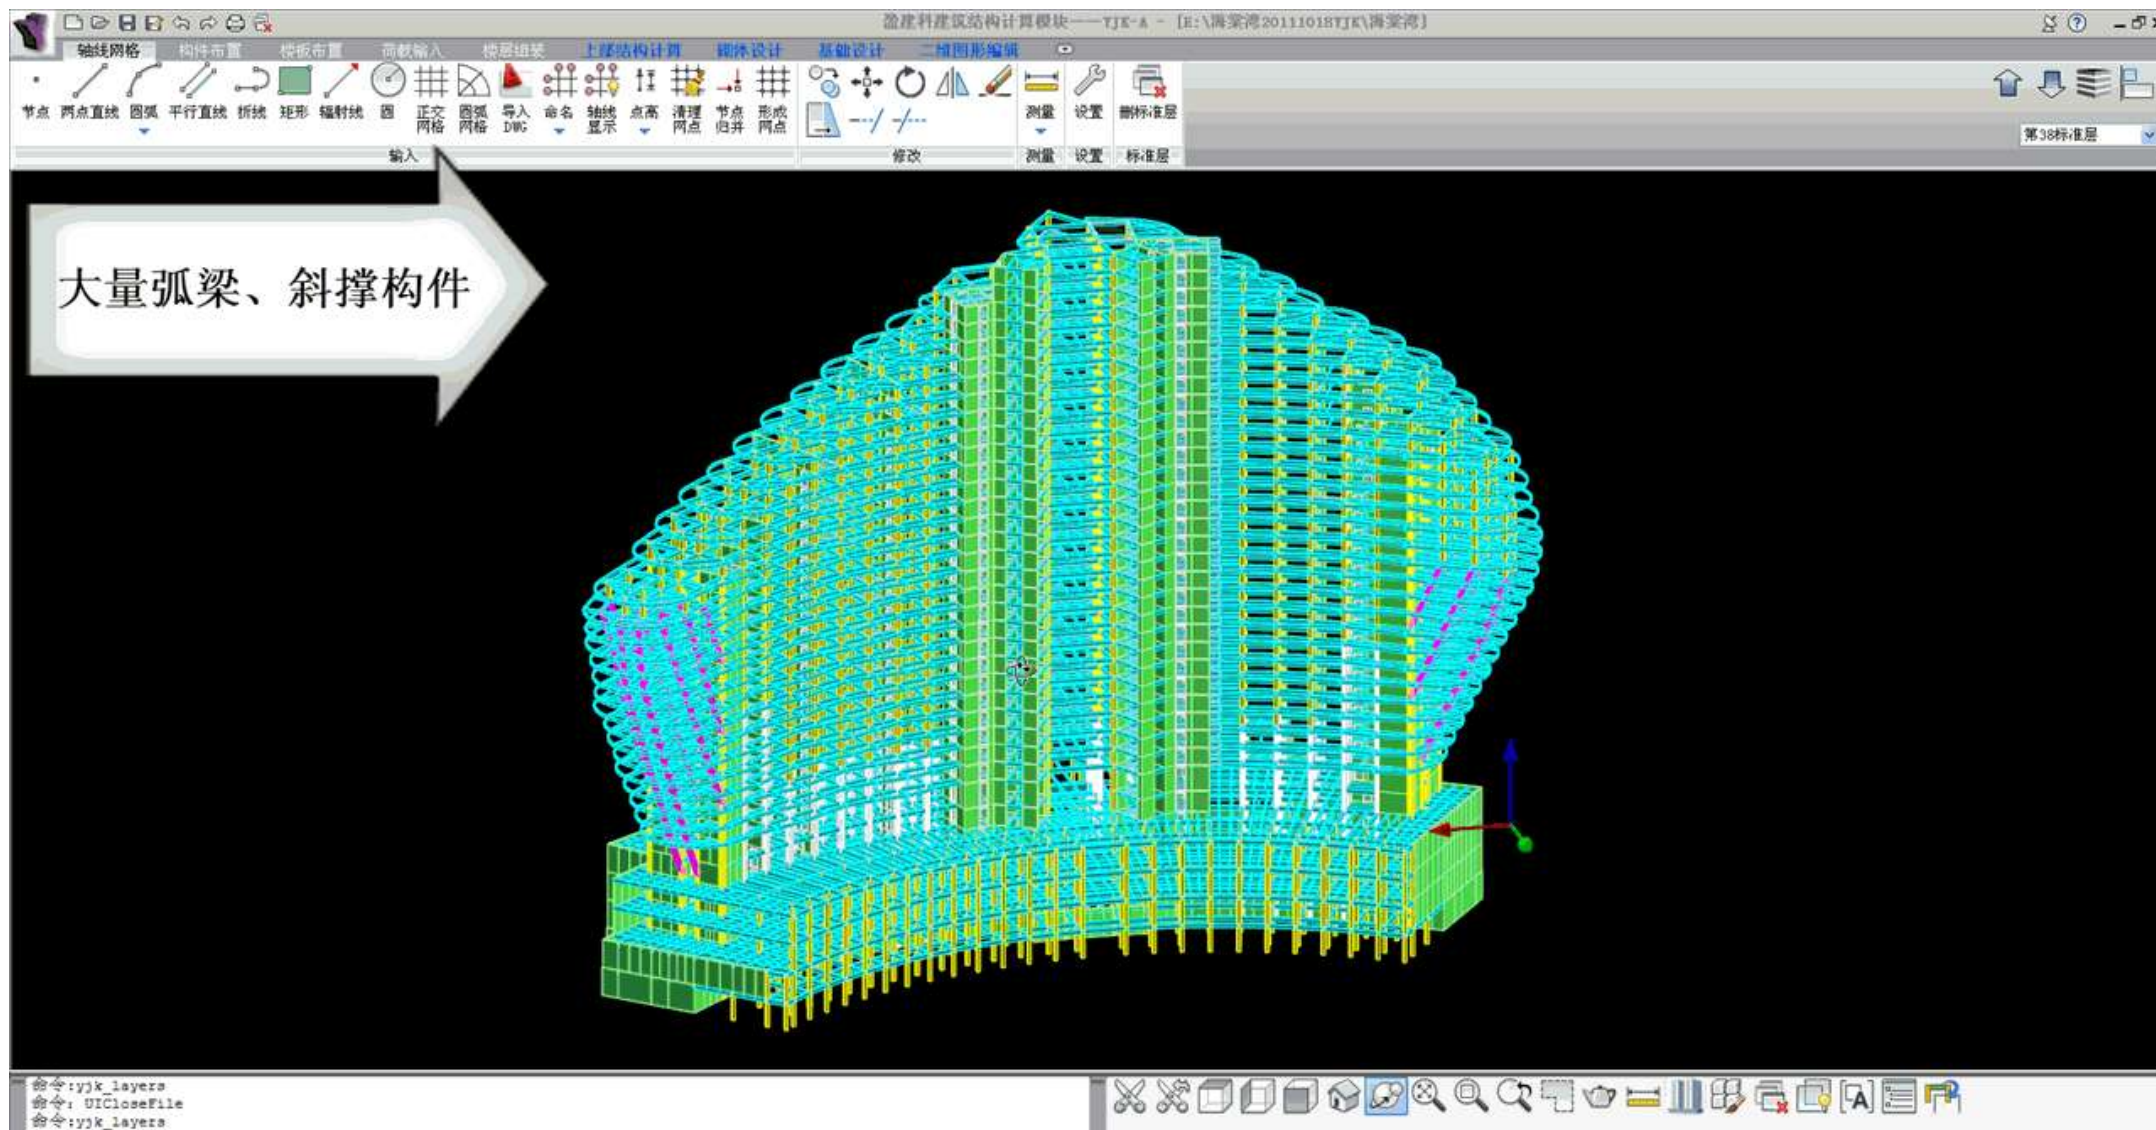 盈建科建筑结构计算模块——YJK-A - [E:\海棠湾20111018YJK\海棠湾]
轴线网格 构件布置 楼板布置 荷载输入 楼层组装 上部结构计算 砌体设计 基础设计 二维图形编辑
节点 两点直线 圆弧 平行直线 折线 矩形 辐射线 圆 正交网格 圆弧网格 导入DWG 命名 轴线显示 点高 清理网点 节点归并 形成网点 测量 设置 删标准层
第38标准层
输入 修改 测量 设置 标准层
大量弧梁、斜撑构件
命令:yjk_layers
命令: UICloseFile
命令:yjk_layers